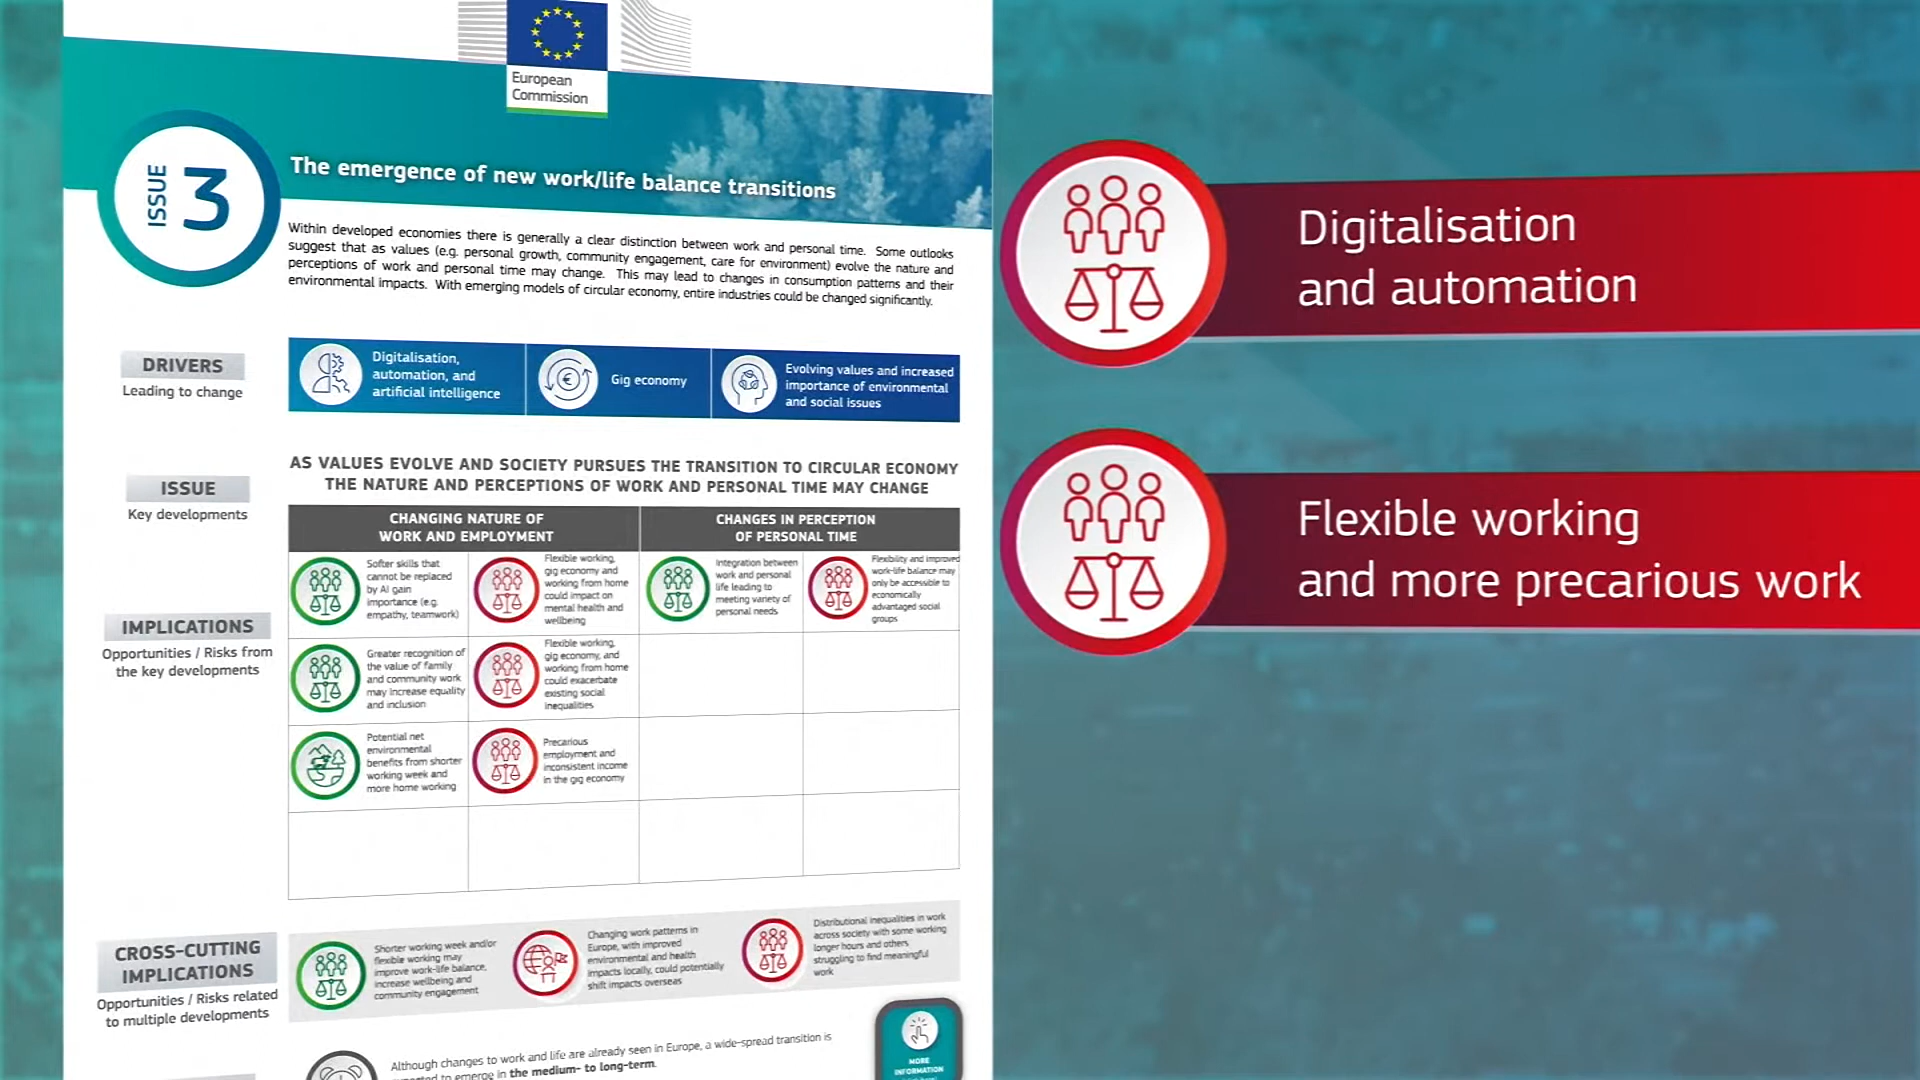 European
Commission
ISSUE 3
The emergence of new work/life balance transitions
Within developed economies there is generally a clear distinction between work and personal time. Some outlooks
suggest that as values (e.g. personal growth, community engagement, care for environment) evolve the nature and
perceptions of work and personal time may change. This may lead to changes in consumption patterns and their
environmental impacts. With emerging models of circular economy, entire industries could be changed significantly.
DRIVERS
Leading to change
Digitalisation,
automation, and
artificial intelligence
Gig economy
Evolving values and increased
importance of environmental
and social issues
ISSUE
Key developments
AS VALUES EVOLVE AND SOCIETY PURSUES THE TRANSITION TO CIRCULAR ECONOMY
THE NATURE AND PERCEPTIONS OF WORK AND PERSONAL TIME MAY CHANGE
CHANGING NATURE OF
WORK AND EMPLOYMENT
CHANGES IN PERCEPTION
OF PERSONAL TIME
IMPLICATIONS
Opportunities / Risks from
the key developments
Softer skills that
cannot be replaced
by AI gain
importance (e.g.
empathy, teamwork)
Flexible working,
gig economy and
working from home
could impact on
mental health and
wellbeing
Integration between
work and personal
life leading to
meeting variety of
personal needs
Flexibility and improved
work-life balance may
only be accessible to
economically
advantaged social
groups
Greater recognition of
the value of family
and community work
may increase equality
and inclusion
Flexible working,
gig economy, and
working from home
could exacerbate
existing social
inequalities
Potential net
environmental
benefits from shorter
working week and
more home working
Precarious
employment and
inconsistent income
in the gig economy
CROSS-CUTTING
IMPLICATIONS
Opportunities / Risks related
to multiple developments
Shorter working week and/or
flexible working may
improve work-life balance,
increase wellbeing and
community engagement
Changing work patterns in
Europe, with improved
environmental and health
impacts locally, could potentially
shift impacts overseas
Distributional inequalities in work
across society with some working
longer hours and others
struggling to find meaningful
work
Although changes to work and life are already seen in Europe, a wide-spread transition is
to emerge in the medium- to long-term.
MORE
INFORMATION
Digitalisation
and automation
Flexible working
and more precarious work